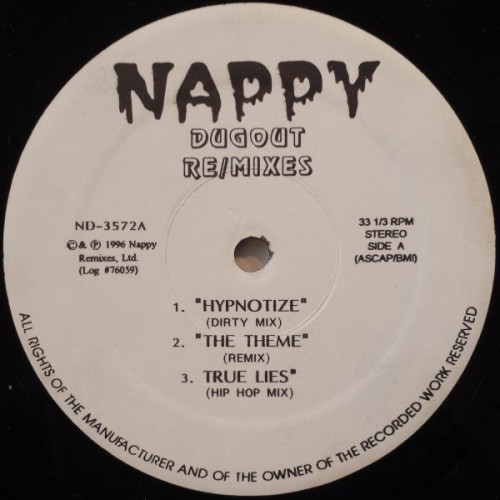 NAPPY
DUGOUT
RE/MIXES
ND-3572A
©& ℗ 1996 Nappy
Remixes, Ltd.
(Log #76059)
33 1/3 RPM
STEREO
SIDE A
(ASCAP/BMI)
1. "HYPNOTIZE"
(DIRTY MIX)
2. "THE THEME"
(REMIX)
3. TRUE LIES"
(HIP HOP MIX)
ALL RIGHTS OF THE MANUFACTURER AND OF THE OWNER OF THE RECORDED WORK RESERVED